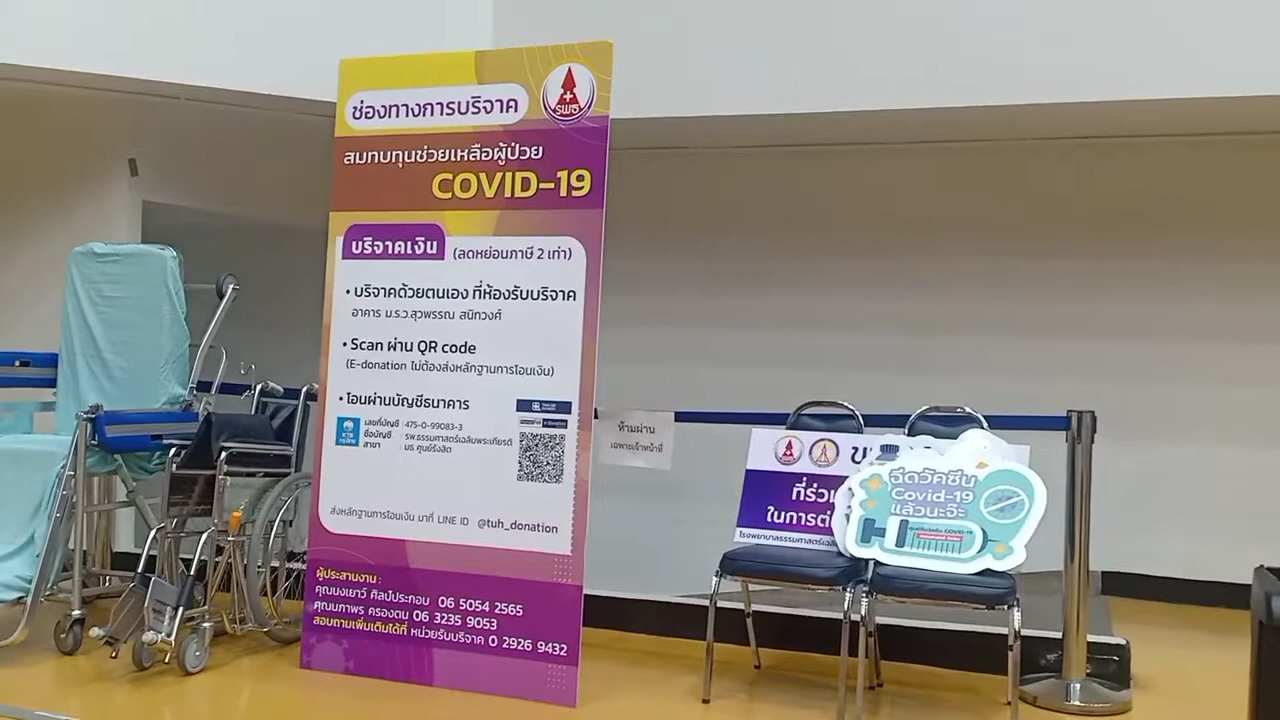 ช่องทางการบริจาค
รพธ
สมทบทุนช่วยเหลือผู้ป่วย
COVID-19
บริจาคเงิน (ลดหย่อนภาษี 2 เท่า)
• บริจาคด้วยตนเอง ที่ห้องรับบริจาค
อาคาร ม.ร.ว.สุวพรรณ สนิทวงศ์
• Scan ผ่าน QR code
(E-donation ไม่ต้องส่งหลักฐานการโอนเงิน)
• โอนผ่านบัญชีธนาคาร
เลขที่บัญชี : 475-0-99083-3
ชื่อบัญชี : รพ.ธรรมศาสตร์เฉลิมพระเกียรติ
สาขา : มธ.ศูนย์รังสิต
ส่งหลักฐานการโอนเงิน มาที่ LINE ID @tuh_donation
ผู้ประสานงาน :
คุณนงเยาว์ ศิลป์ประกอบ 06 5054 2565
คุณนภาพร ครองตน 06 3235 9053
สอบถามเพิ่มเติมได้ที่ หน่วยรับบริจาค 0 2926 9432
ห้ามผ่าน
เฉพาะเจ้าหน้าที่
ที่ร่วม
ในการต่
โรงพยาบาลธรรมศาสตร์เฉลิ
ฉีดวัคซีน
Covid-19
แล้วนะจ๊ะ
ศูนย์รับวัคซีน COVID-19